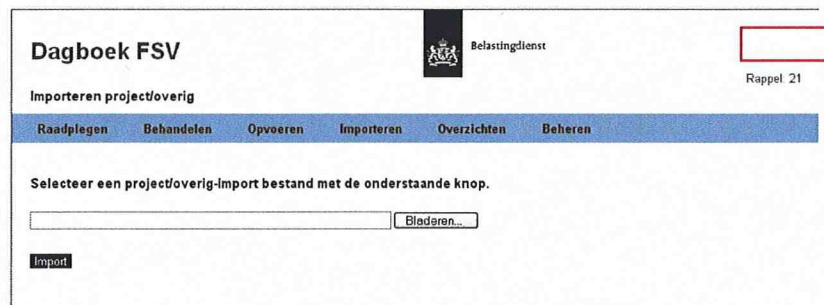 Dagboek FSV
Belastingdienst
Rappel: 21
Importeren project/overig
Raadplegen Behandelen Opvoeren Importeren Overzichten Beheren
Selecteer een project/overig-import bestand met de onderstaande knop.
Bladeren...
Import